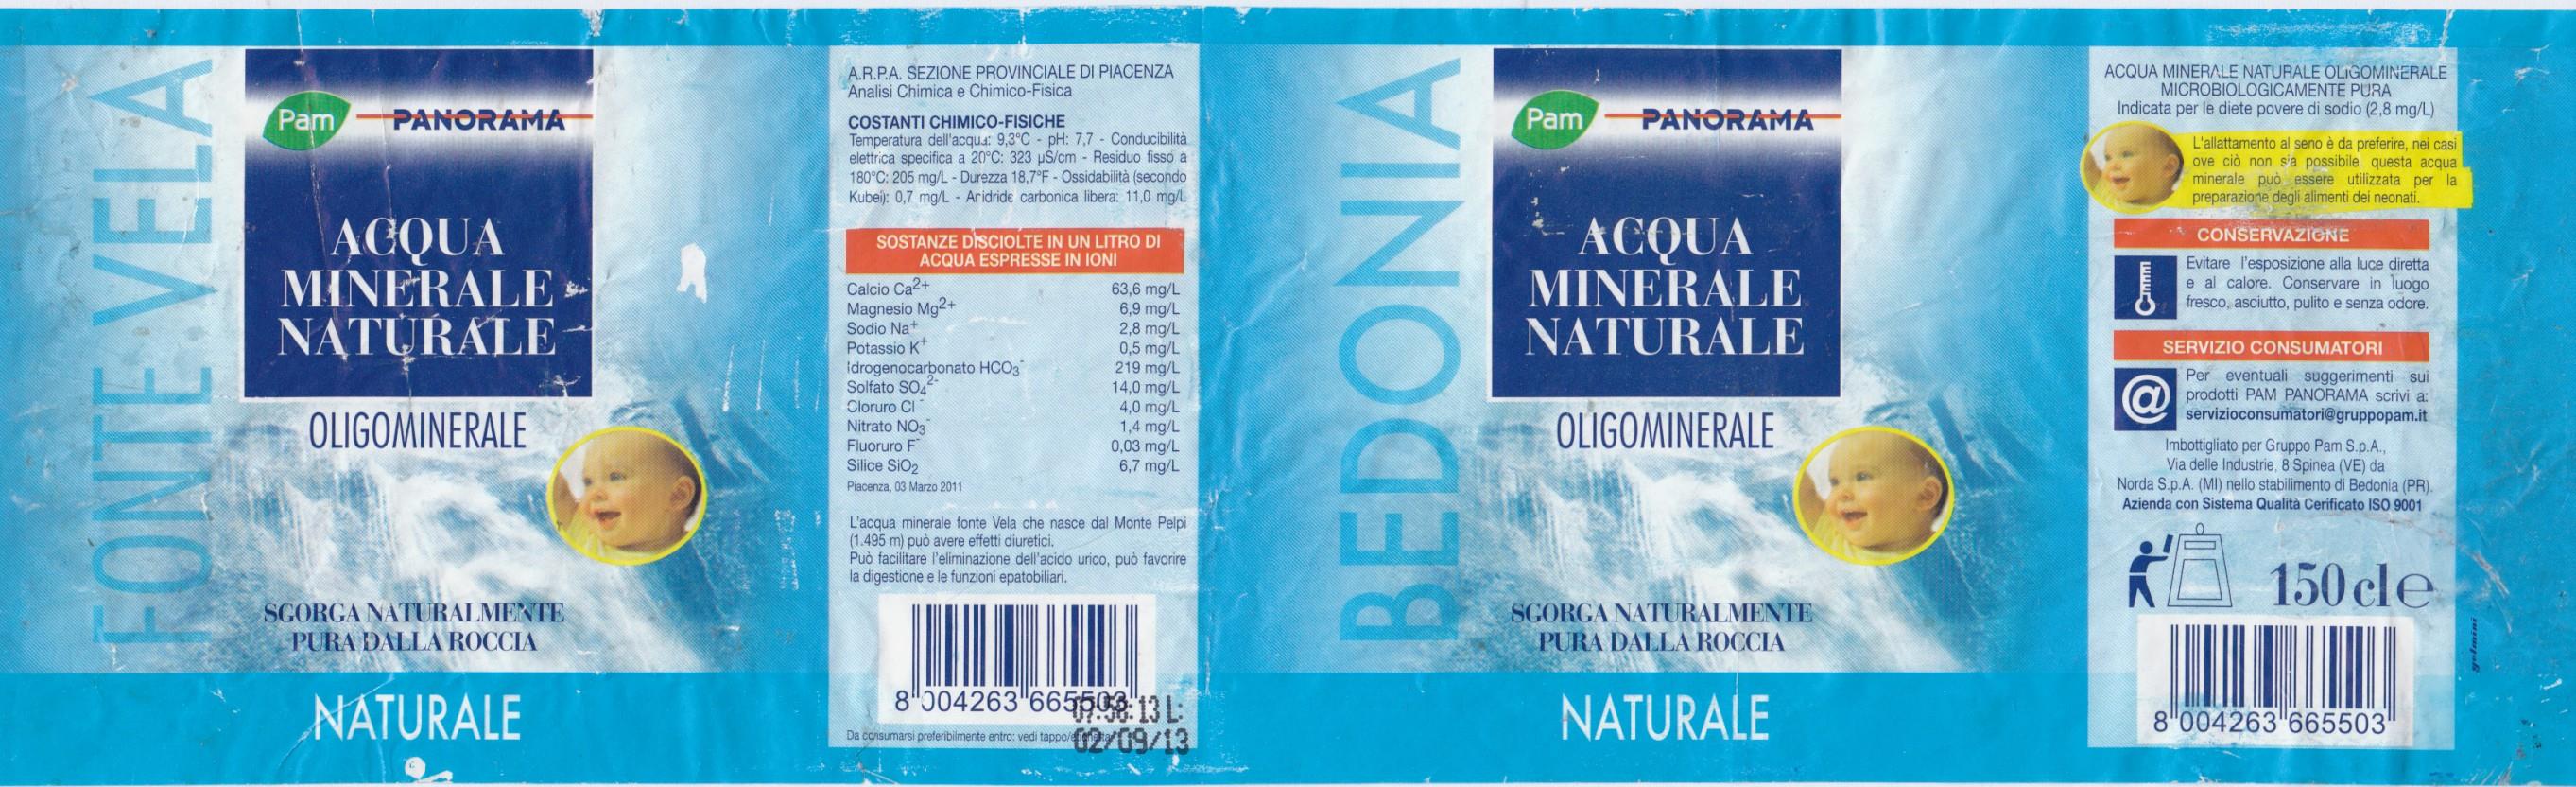 FONTE VELA
Pam PANORAMA
ACQUA
MINERALE
NATURALE
OLIGOMINERALE
SGORGA NATURALMENTE
PURA DALLA ROCCIA
NATURALE
A.R.P.A. SEZIONE PROVINCIALE DI PIACENZA
Analisi Chimica e Chimico-Fisica
COSTANTI CHIMICO-FISICHE
Temperatura dell'acqua: 9,3°C - pH: 7,7 - Conducibilità
elettrica specifica a 20°C: 323 µS/cm - Residuo fisso a
180°C: 205 mg/L - Durezza 18,7°F - Ossidabilità (secondo
Kubel): 0,7 mg/L - Anidride carbonica libera: 11,0 mg/L
SOSTANZE DISCIOLTE IN UN LITRO DI
ACQUA ESPRESSE IN IONI
Calcio Ca2+ 63,6 mg/L
Magnesio Mg2+ 6,9 mg/L
Sodio Na+ 2,8 mg/L
Potassio K+ 0,5 mg/L
Idrogenocarbonato HCO3- 219 mg/L
Solfato SO4 2- 14,0 mg/L
Cloruro Cl- 4,0 mg/L
Nitrato NO3- 1,4 mg/L
Fluoruro F- 0,03 mg/L
Silice SiO2 6,7 mg/L
Piacenza, 03 Marzo 2011
L'acqua minerale fonte Vela che nasce dal Monte Pelpi
(1.495 m) può avere effetti diuretici.
Può facilitare l'eliminazione dell'acido urico, può favorire
la digestione e le funzioni epatobiliari.
8 004263 665503
07:58:13 L:
Da consumarsi preferibilmente entro: vedi tappo/etichetta
02/09/13
BEDONIA
Pam PANORAMA
ACQUA
MINERALE
NATURALE
OLIGOMINERALE
SGORGA NATURALMENTE
PURA DALLA ROCCIA
NATURALE
ACQUA MINERALE NATURALE OLIGOMINERALE
MICROBIOLOGICAMENTE PURA
Indicata per le diete povere di sodio (2,8 mg/L)
L'allattamento al seno è da preferire, nei casi
ove ciò non sia possibile questa acqua
minerale può essere utilizzata per la
preparazione degli alimenti dei neonati.
CONSERVAZIONE
Evitare l'esposizione alla luce diretta
e al calore. Conservare in luogo
fresco, asciutto, pulito e senza odore.
SERVIZIO CONSUMATORI
@
Per eventuali suggerimenti sui
prodotti PAM PANORAMA scrivi a:
servizioconsumatori@gruppopam.it
Imbottigliato per Gruppo Pam S.p.A.,
Via delle Industrie, 8 Spinea (VE) da
Norda S.p.A. (MI) nello stabilimento di Bedonia (PR).
Azienda con Sistema Qualità Cerificato ISO 9001
150 cl e
8 004263 665503
gelmini